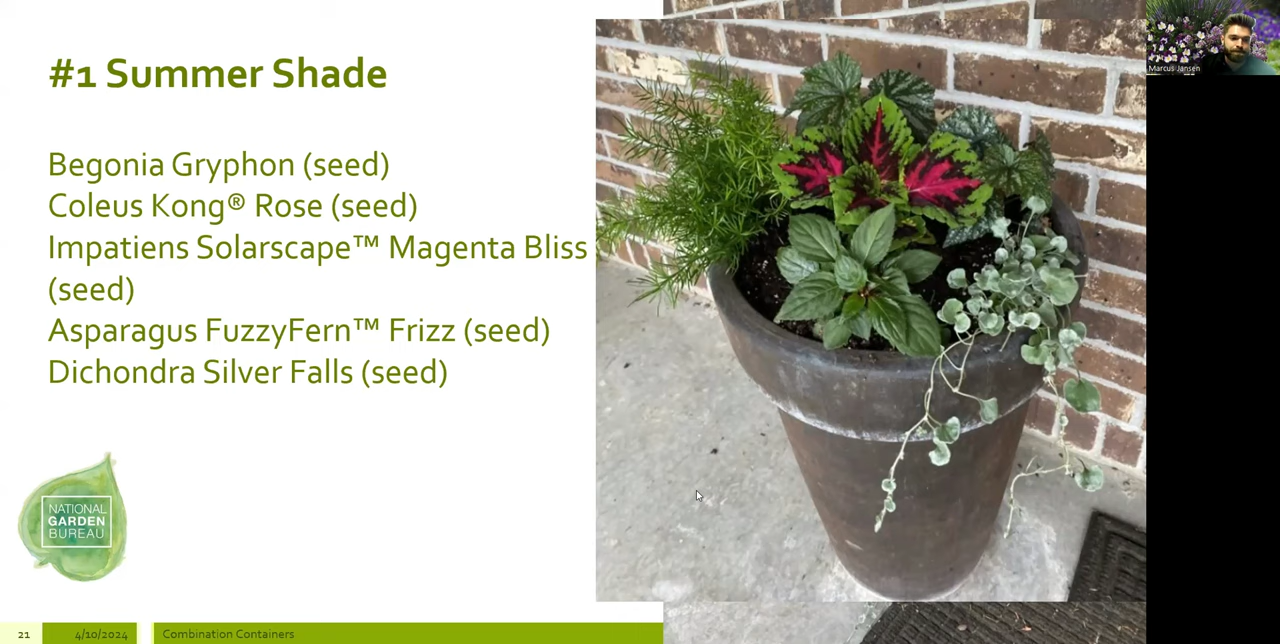 #1 Summer Shade
Begonia Gryphon (seed)
Coleus Kong® Rose (seed)
Impatiens Solarscape™ Magenta Bliss
(seed)
Asparagus FuzzyFern™ Frizz (seed)
Dichondra Silver Falls (seed)
NATIONAL
GARDEN
BUREAU
21
4/10/2024
Combination Containers
Marcus Jansen